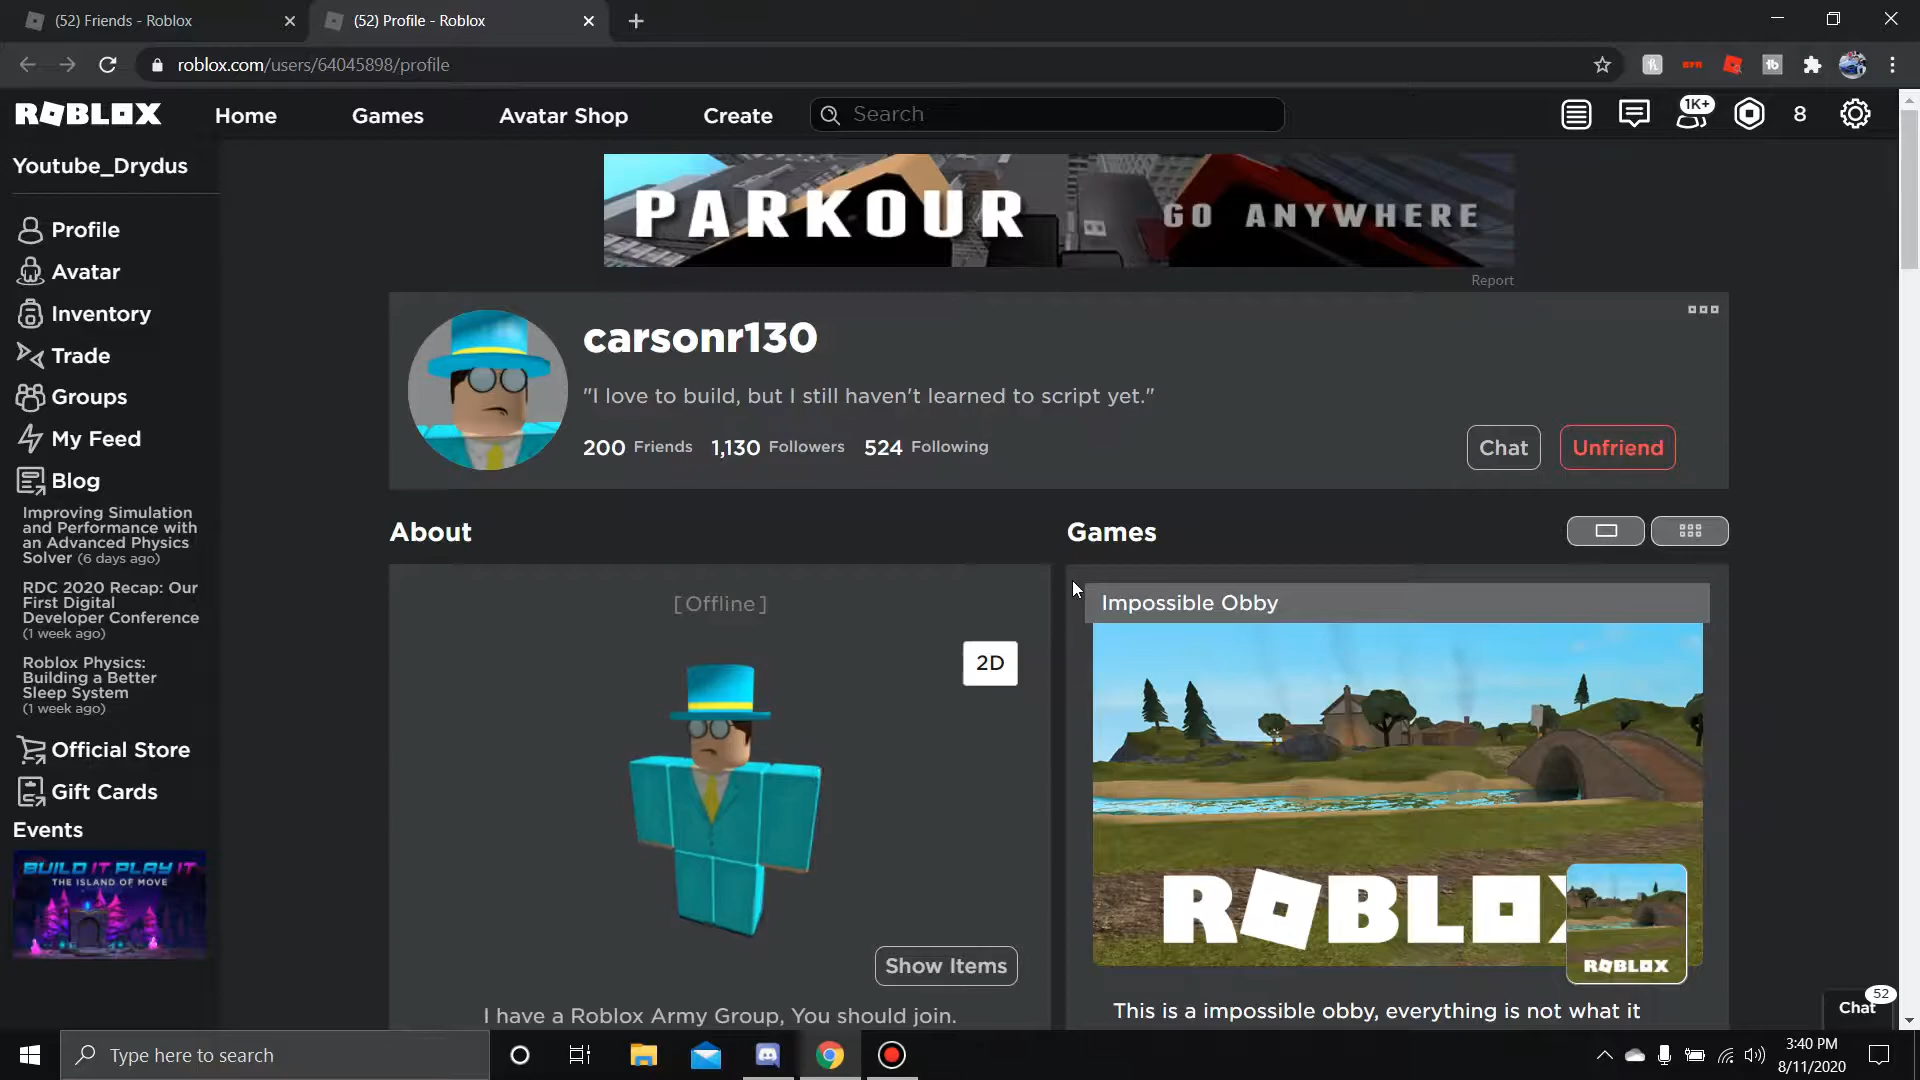 (52) Friends - Roblox
(52) Profile - Roblox
roblox.com/users/64045898/profile
ROBLOX
Home
Games
Avatar Shop
Create
Search
1K+
8
Youtube_Drydus
Profile
Avatar
Inventory
Trade
Groups
My Feed
Blog
Improving Simulation
and Performance with
an Advanced Physics
Solver (6 days ago)
RDC 2020 Recap: Our
First Digital
Developer Conference
(1 week ago)
Roblox Physics:
Building a Better
Sleep System
(1 week ago)
Official Store
Gift Cards
Events
BUILD IT PLAY IT
THE ISLAND OF MOVE
PARKOUR
GO ANYWHERE
Report
carsonr130
"I love to build, but I still haven't learned to script yet."
200 Friends 1,130 Followers 524 Following
Chat
Unfriend
About
[Offline]
2D
Show Items
I have a Roblox Army Group, You should join.
Games
Impossible Obby
ROBLOX
ROBLOX
This is a impossible obby, everything is not what it
Chat
52
Type here to search
3:40 PM
8/11/2020